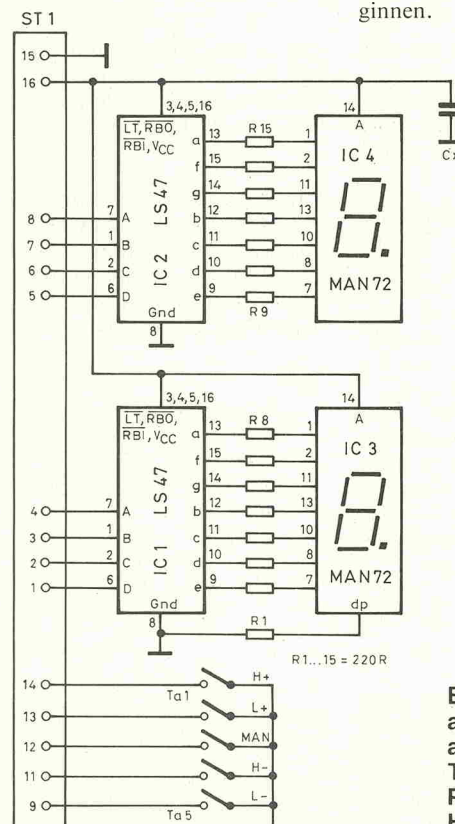 ginnen.
ST 1
15
16
3,4,5,16
14
LT, RBO,
RBI, VCC
a 13 R 15 1
A
f 15 2
IC 4
g 14 11
LS 47
8 7 A
b 12 13
7 1 B
c 11 10
6 2 C
IC 2
d 10 8
MAN 72
5 6 D
e 9 7
Gnd
R 9
8
3,4,5,16
14
LT, RBO,
RBI, VCC
a 13 R 8 1
A
f 15 2
IC 3
g 14 11
LS 47
4 7 A
b 12 13
3 1 B
c 11 10
2 2 C
IC 1
d 10 8
MAN 72
1 6 D
e 9 7
Gnd
dp
8
R 1
R 1...15 = 220R
14 Ta 1 H+
13 L+
12 MAN
11 H-
9 Ta 5 L-